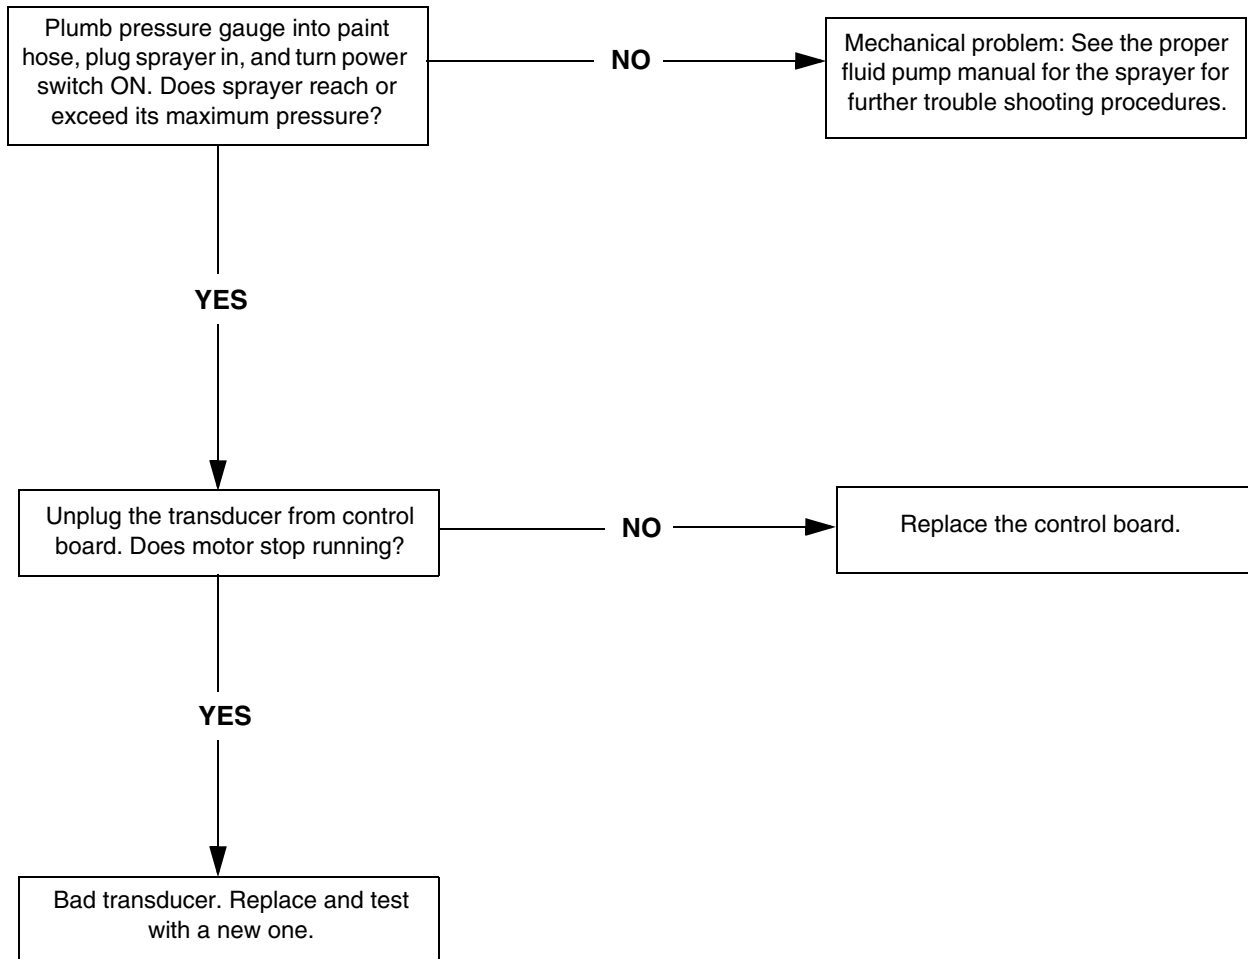 Plumb pressure gauge into paint
hose, plug sprayer in, and turn power
switch ON. Does sprayer reach or
exceed its maximum pressure?
NO
Mechanical problem: See the proper
fluid pump manual for the sprayer for
further trouble shooting procedures.
YES
Unplug the transducer from control
board. Does motor stop running?
NO
Replace the control board.
YES
Bad transducer. Replace and test
with a new one.